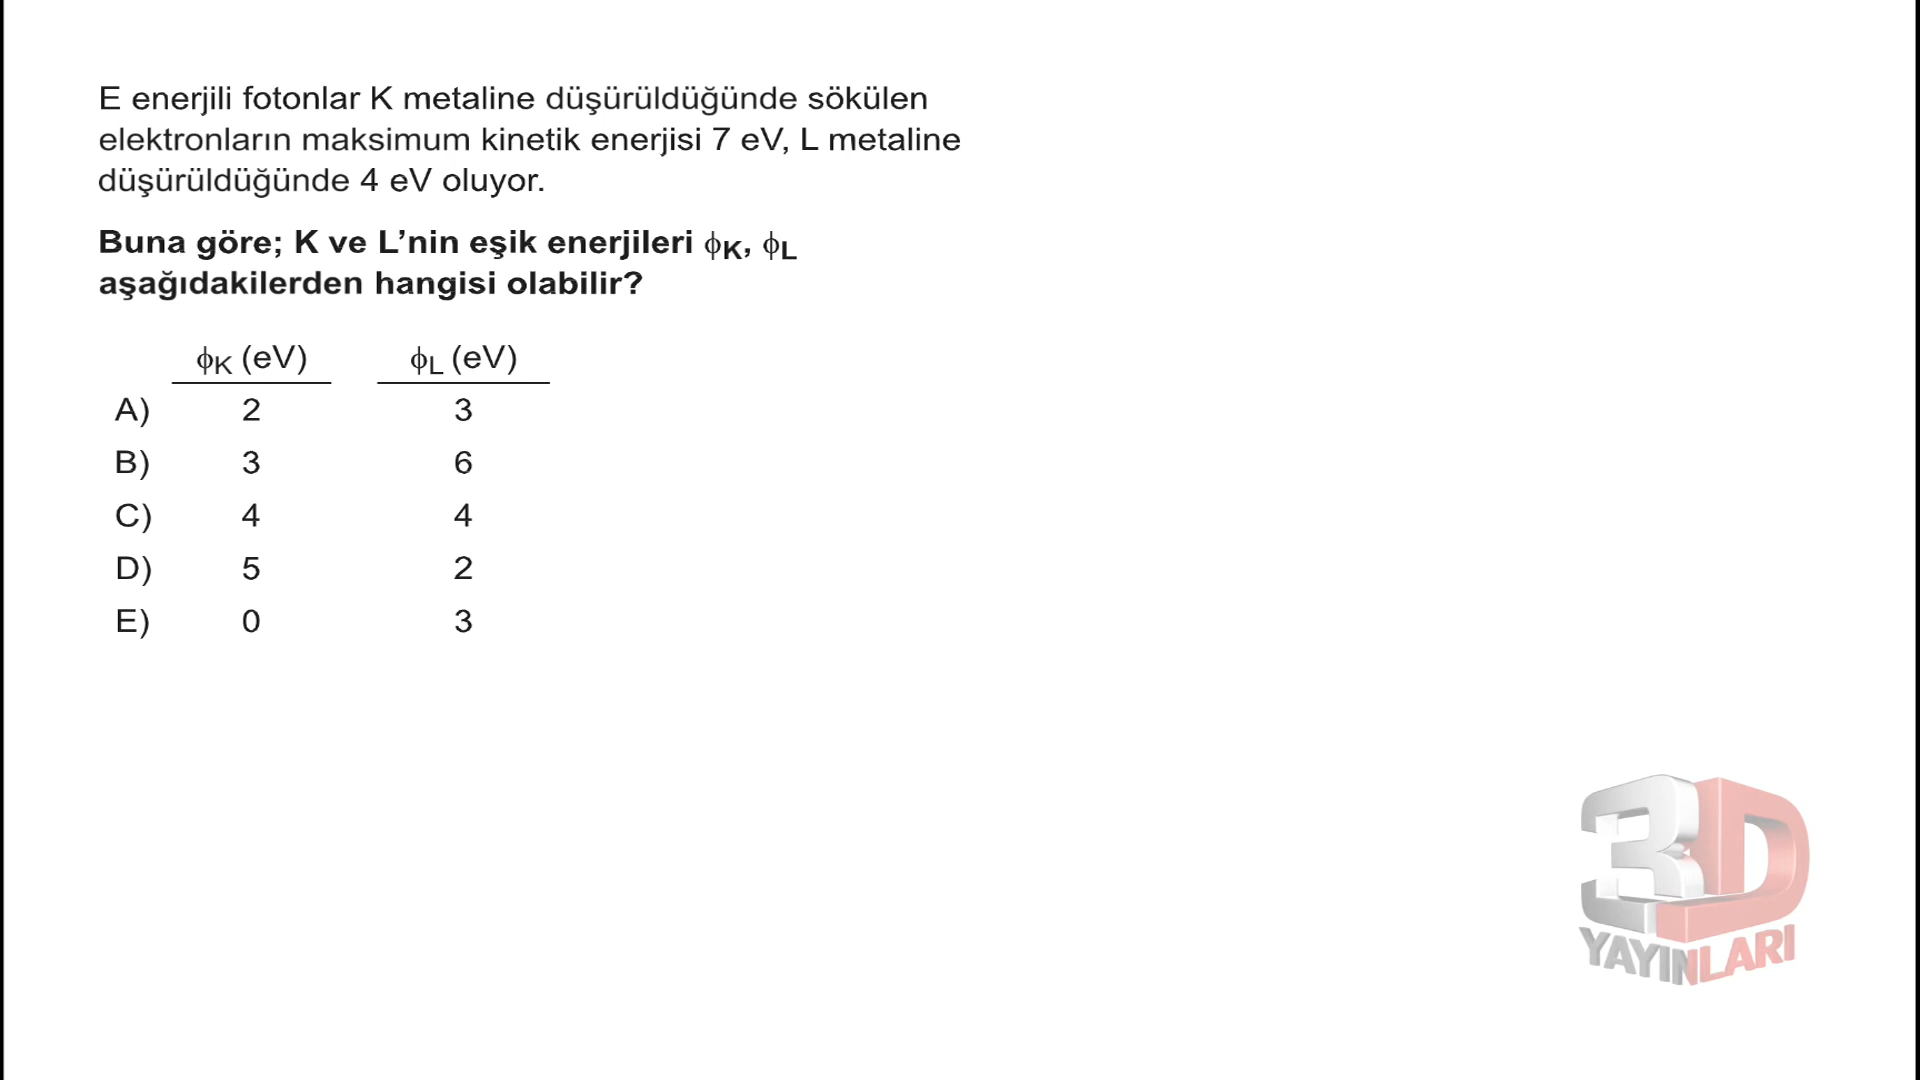 E enerjili fotonlar K metaline düşürüldüğünde sökülen
elektronların maksimum kinetik enerjisi 7 eV, L metaline
düşürüldüğünde 4 eV oluyor.
Buna göre; K ve L’nin eşik enerjileri ϕK, ϕL
aşağıdakilerden hangisi olabilir?
ϕK (eV) ϕL (eV)
A) 2 3
B) 3 6
C) 4 4
D) 5 2
E) 0 3
3D
YAYINLARI